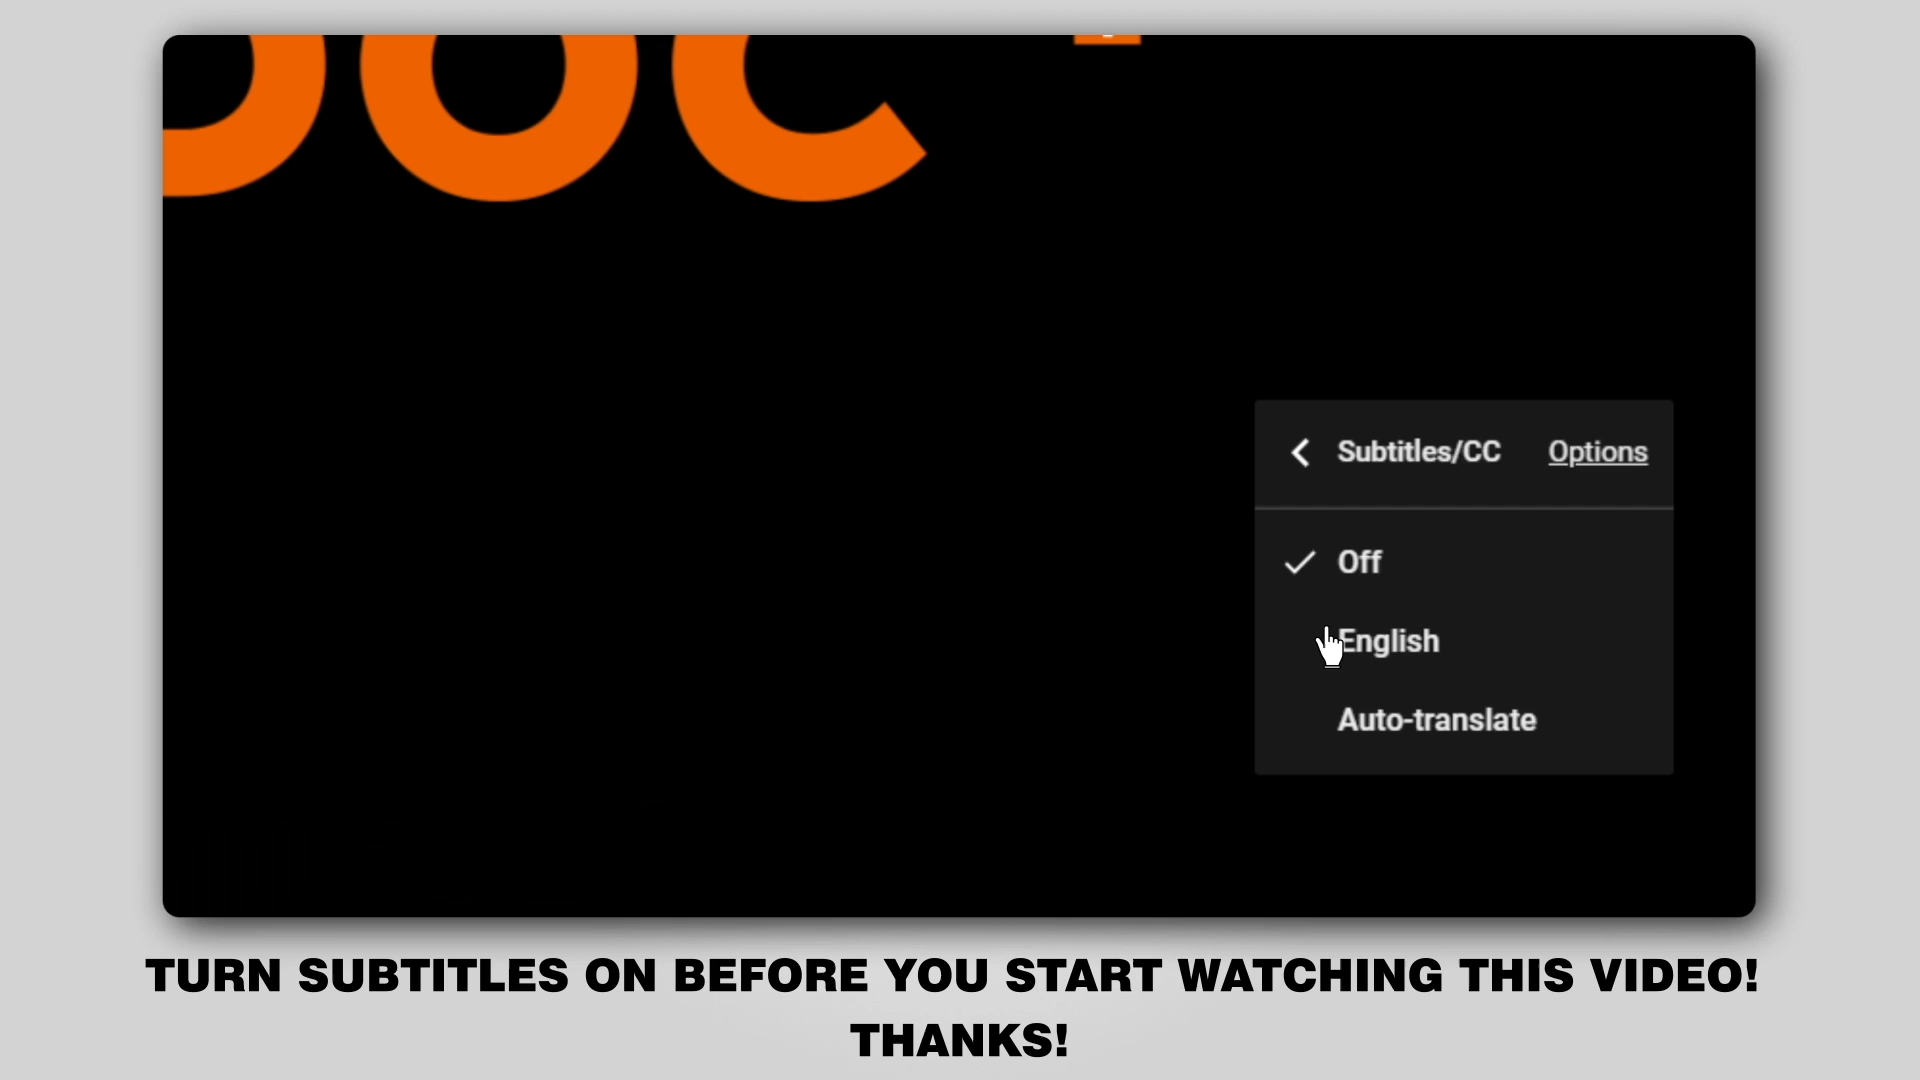 Subtitles/CC Options
Off
English
Auto-translate
TURN SUBTITLES ON BEFORE YOU START WATCHING THIS VIDEO!
THANKS!